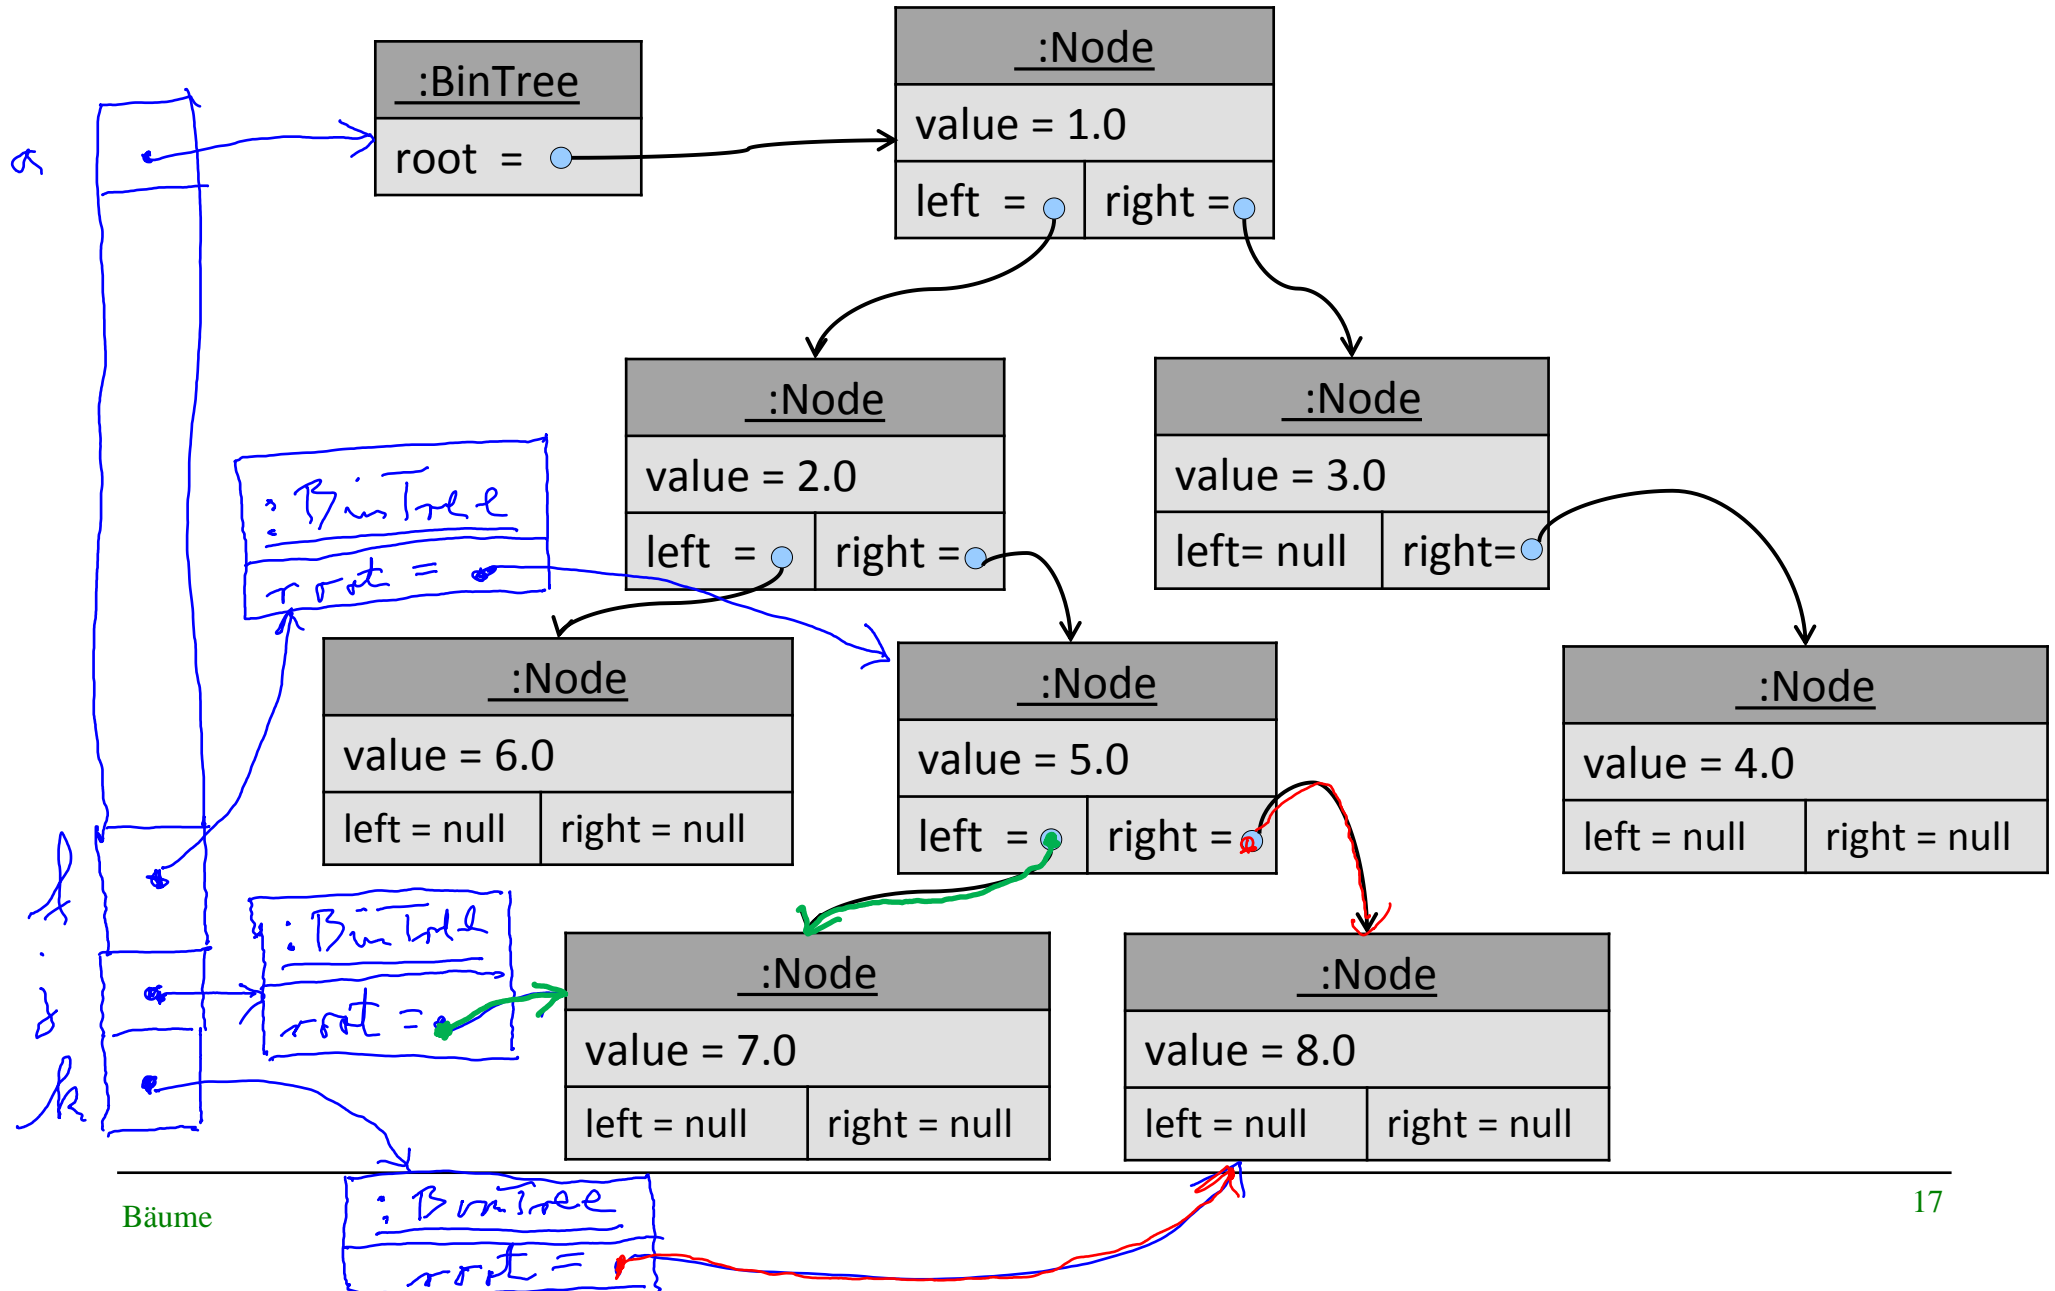 :Node
:BinTree
value = 1.0
root =
left = right =
a
:Node
:Node
value = 2.0
value = 3.0
: BinTree
left = right =
left= null right=
root =
:Node
:Node
:Node
value = 6.0
value = 5.0
value = 4.0
left = null right = null
left = right =
left = null right = null
f
: BinTree
:Node
:Node
j
root =
value = 7.0
value = 8.0
k
left = null right = null
left = null right = null
: BinTree
Bäume
17
root =